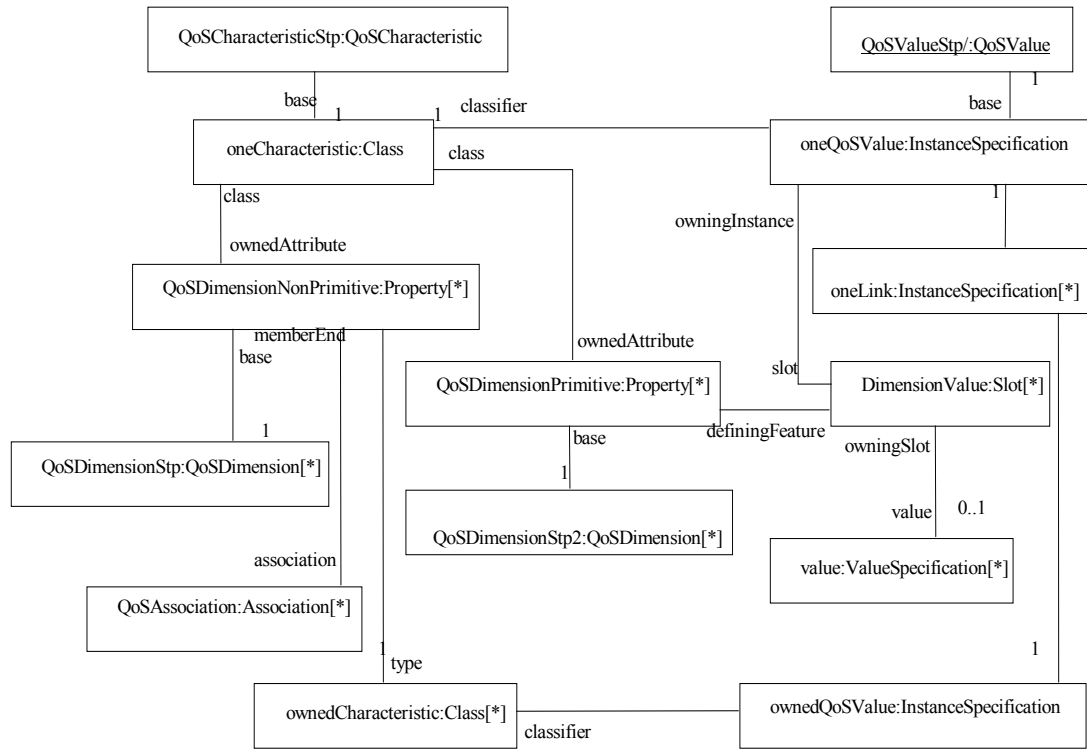 QoSCharacteristicStp:QoSCharacteristic
QoSValueStp/:QoSValue
base
1
1
classifier
1
base
oneCharacteristic:Class
oneQoSValue:InstanceSpecification
class
class
owningInstance
1
ownedAttribute
QoSDimensionNonPrimitive:Property[*]
oneLink:InstanceSpecification[*]
memberEnd
base
ownedAttribute
slot
QoSDimensionPrimitive:Property[*]
DimensionValue:Slot[*]
definingFeature
base
owningSlot
1
QoSDimensionStp:QoSDimension[*]
1
value
0..1
QoSDimensionStp2:QoSDimension[*]
association
value:ValueSpecification[*]
QoSAssociation:Association[*]
1
type
1
ownedCharacteristic:Class[*]
ownedQoSValue:InstanceSpecification
classifier